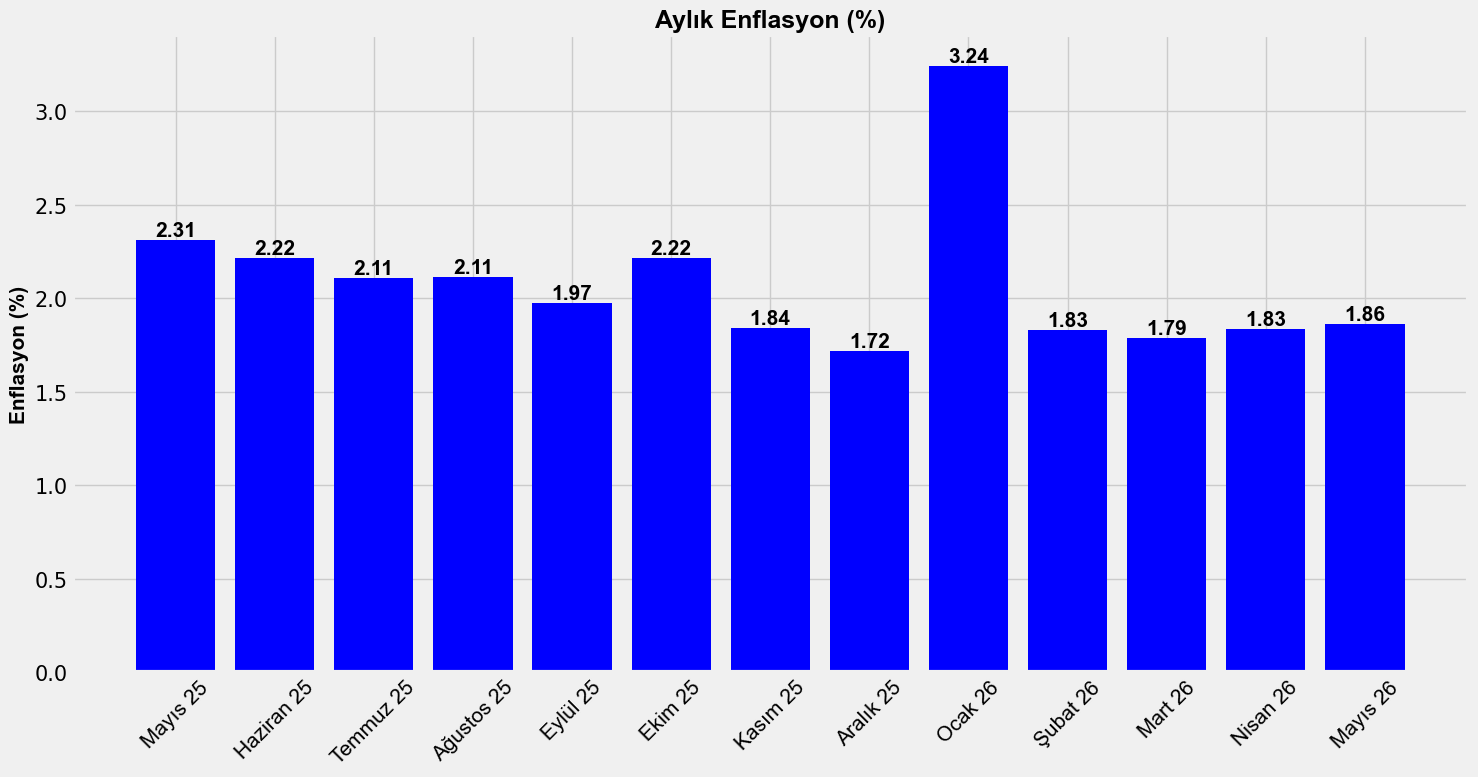 Aylık Enflasyon (%)
Enflasyon (%)
3.0
2.5
2.0
1.5
1.0
0.5
0.0
2.31
2.22
2.11
2.11
1.97
2.22
1.84
1.72
3.24
1.83
1.79
1.83
1.86
Mayıs 25
Haziran 25
Temmuz 25
Ağustos 25
Eylül 25
Ekim 25
Kasım 25
Aralık 25
Ocak 26
Şubat 26
Mart 26
Nisan 26
Mayıs 26